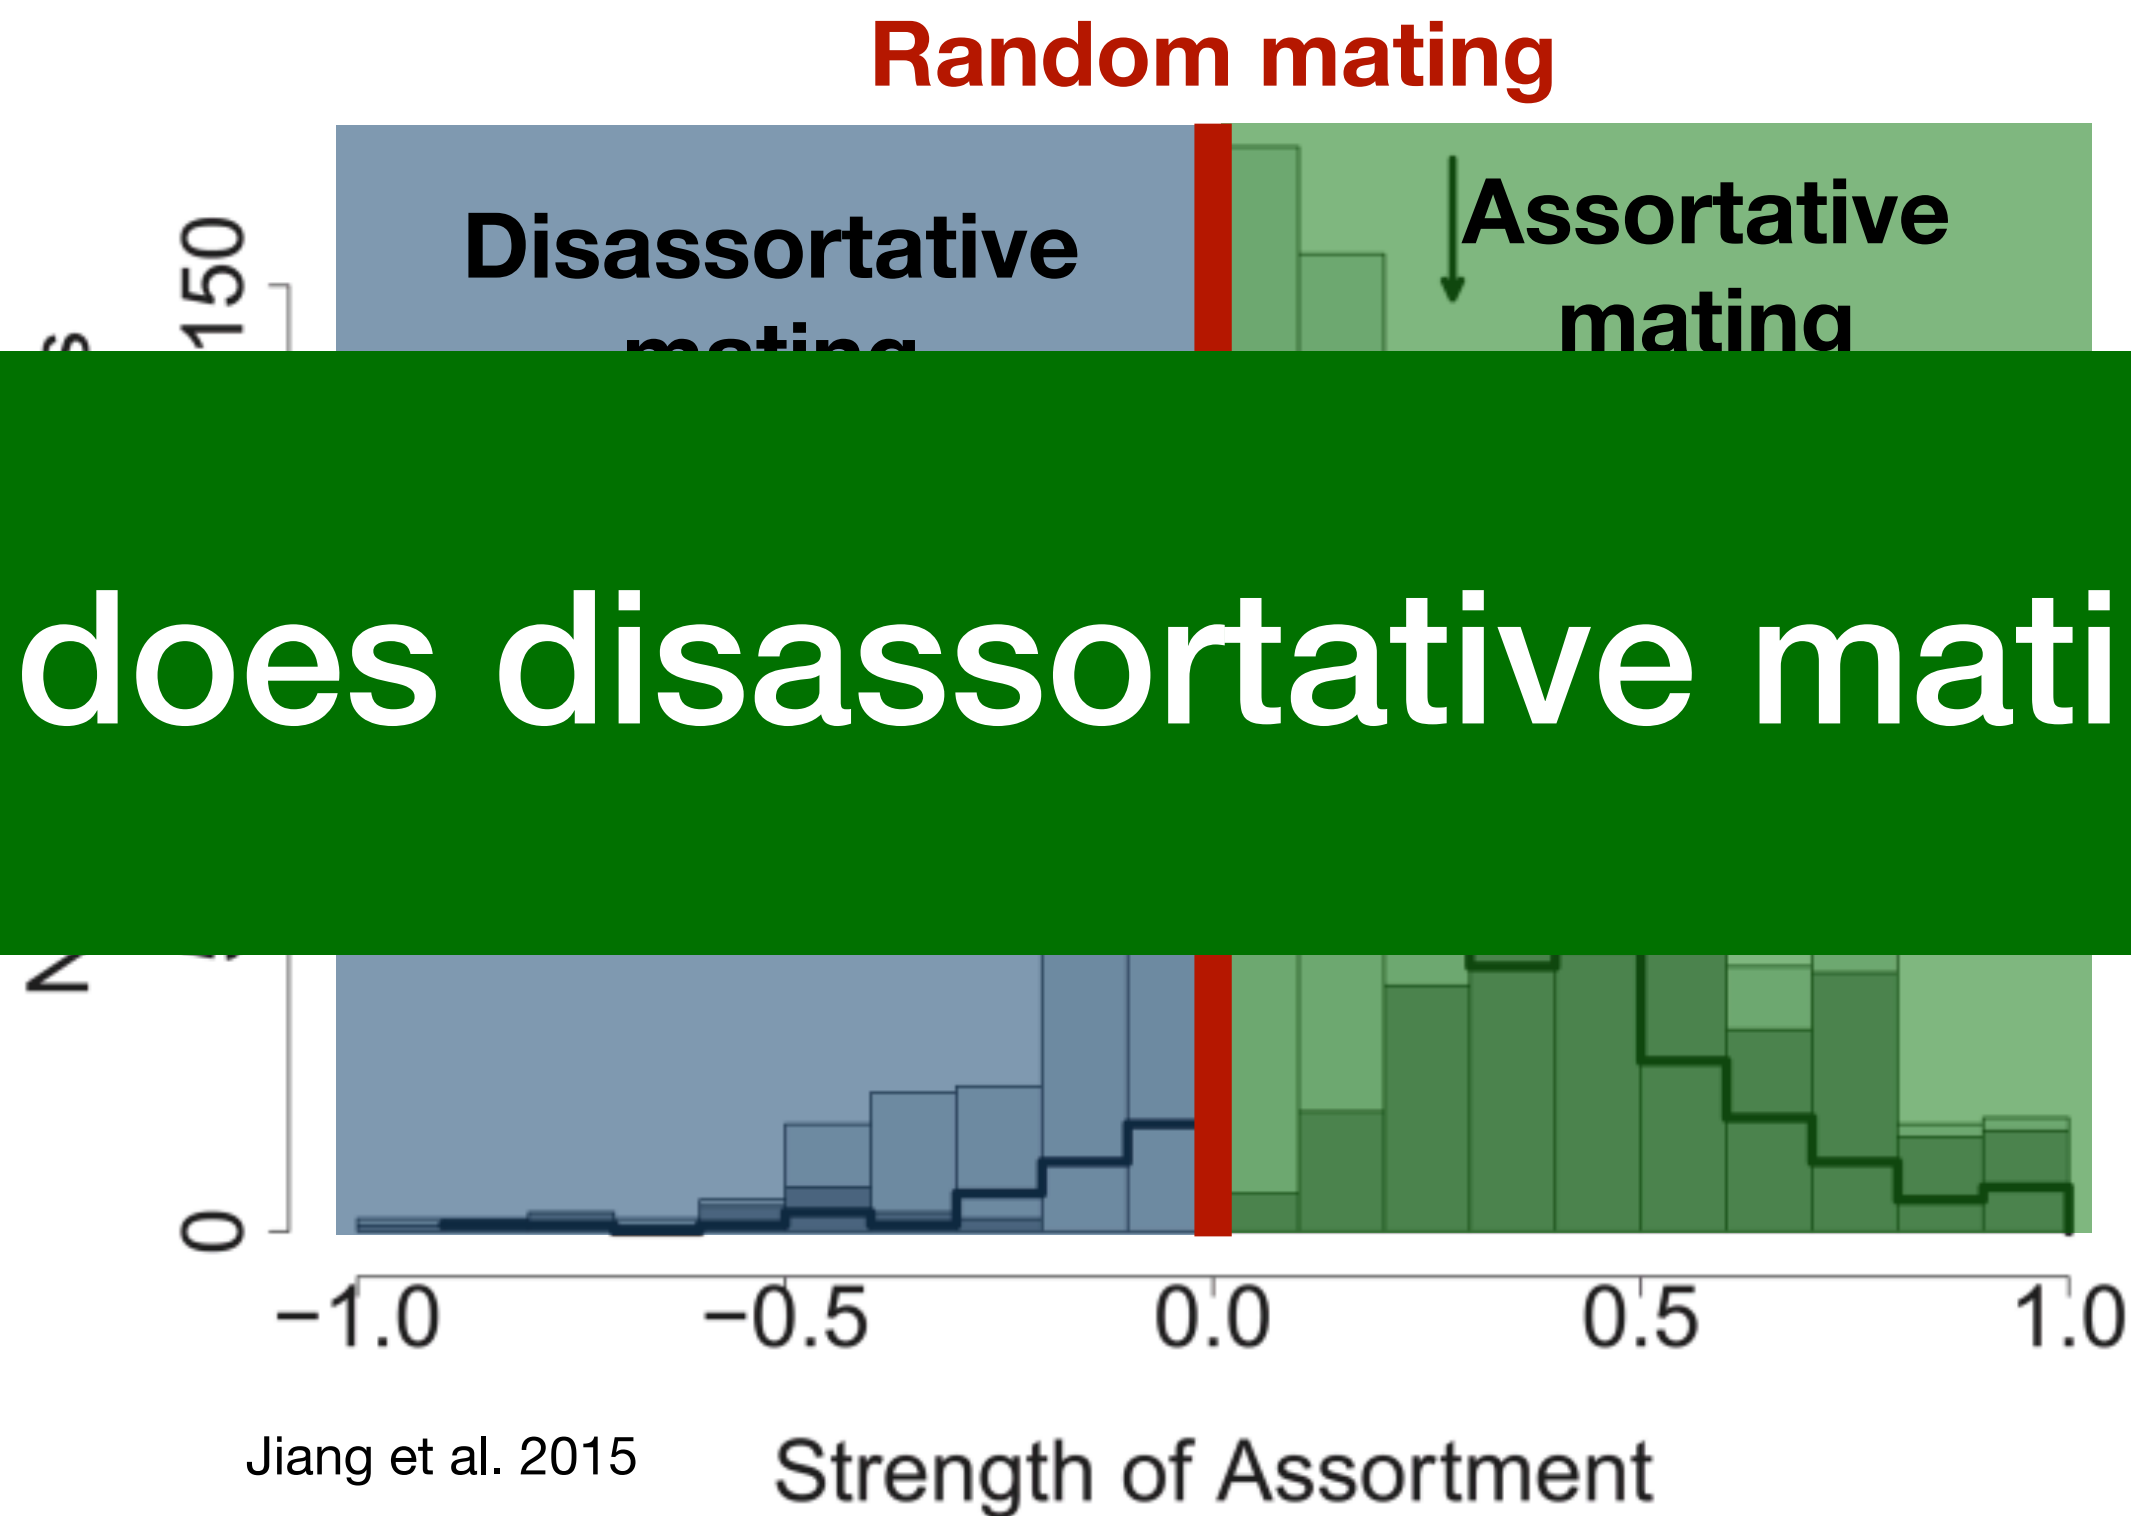 Random mating
Disassortative
mating
Assortative
mating
150
does disassortative mati
0
−1.0 −0.5 0.0 0.5 1.0
Jiang et al. 2015
Strength of Assortment